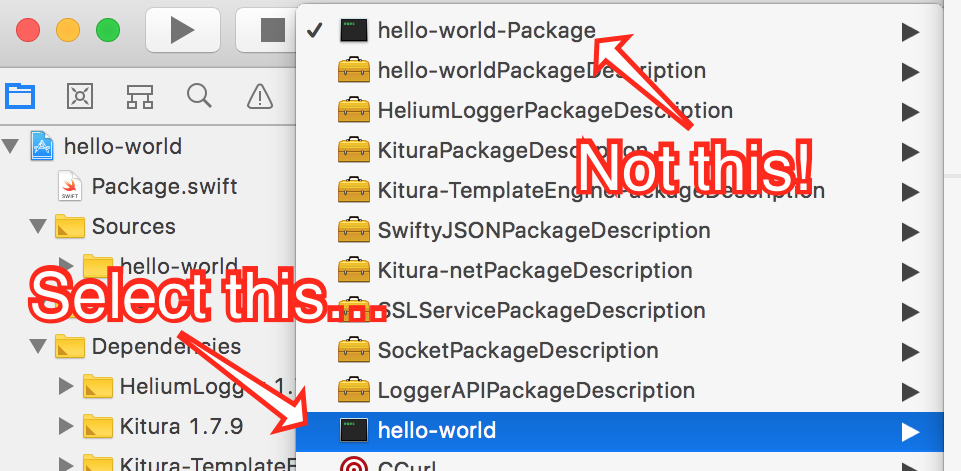 hello-world-Package
hello-worldPackageDescription
HeliumLoggerPackageDescription
KituraPackageDescription
Not this!
Kitura-TemplateEnginePackageDescription
SwiftyJSONPackageDescription
Kitura-netPackageDescription
SSLServicePackageDescription
SocketPackageDescription
LoggerAPIPackageDescription
hello-world
CCurl
hello-world
Package.swift
SWIFT
Sources
hello-world
Select this....
Dependencies
HeliumLogg 1.
Kitura 1.7.9
Kitura-TemplateE